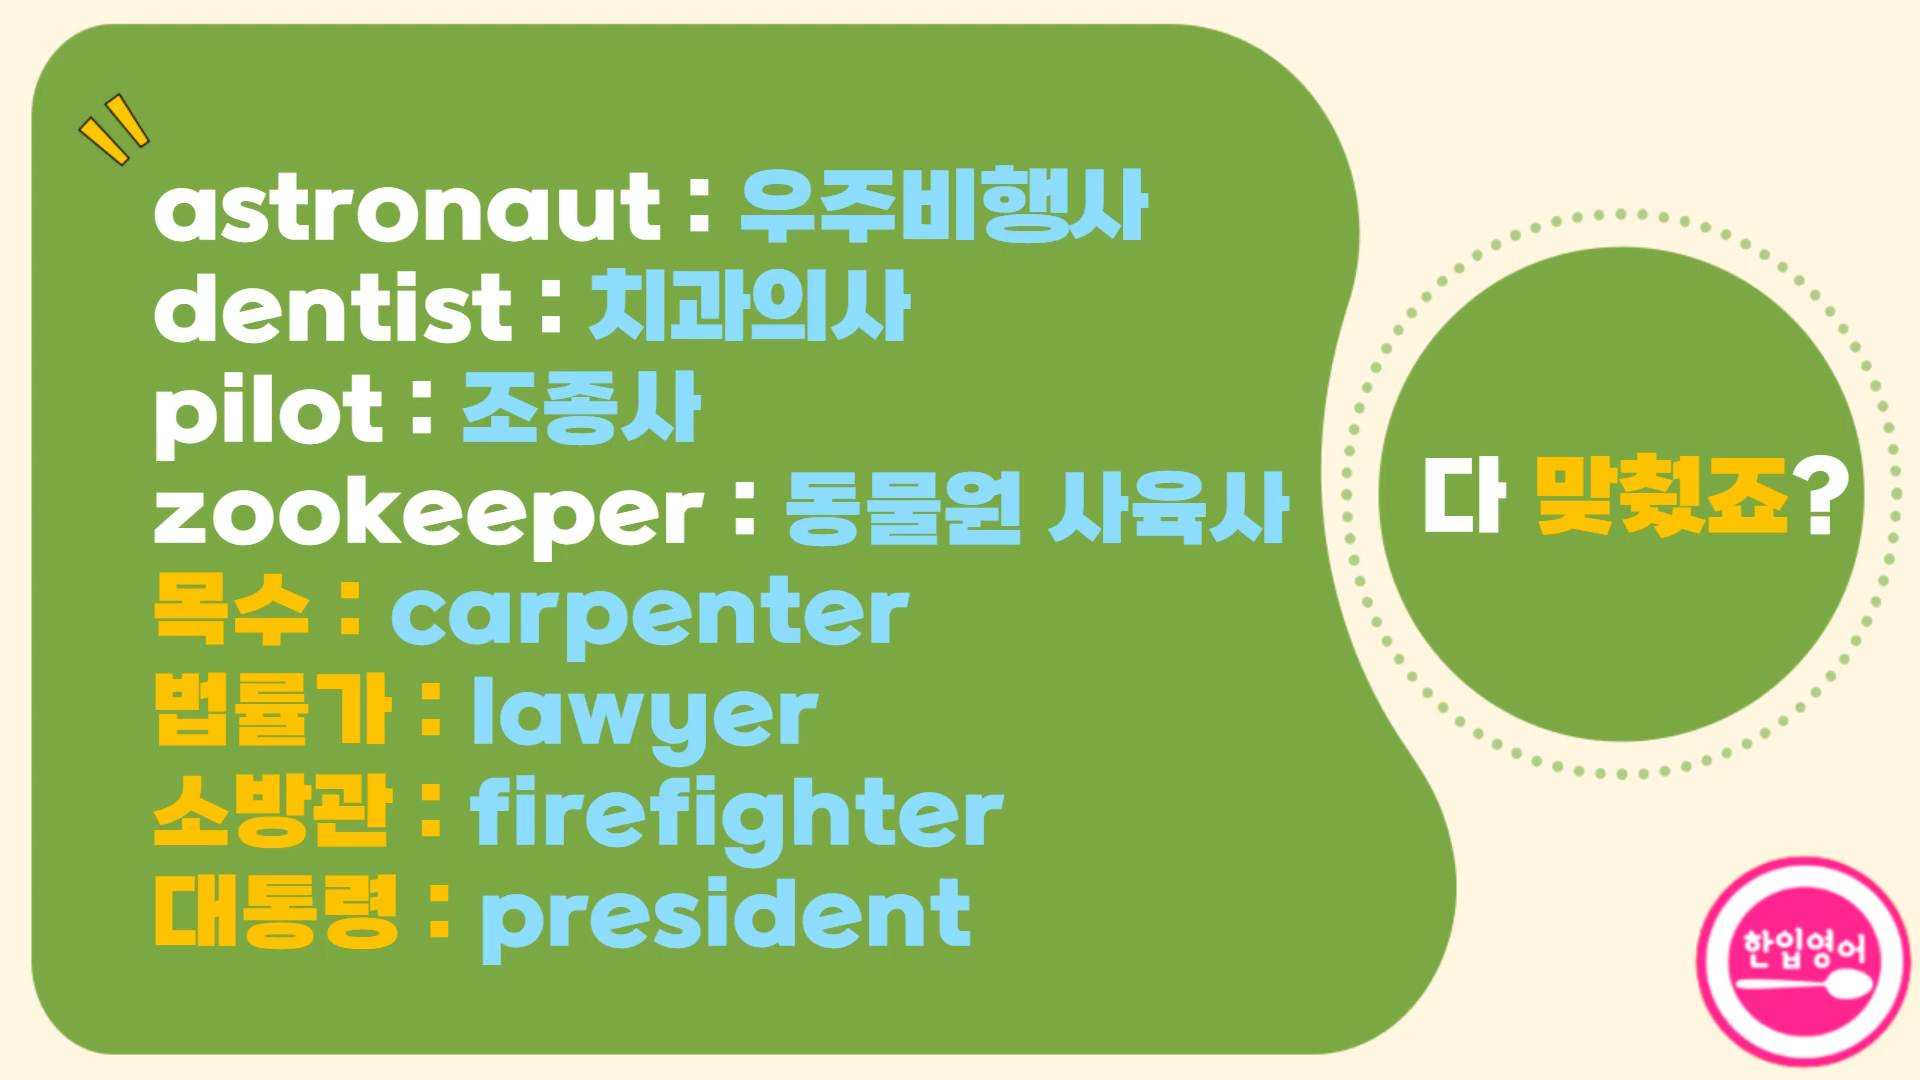 astronaut : 우주비행사
dentist : 치과의사
pilot : 조종사
zookeeper : 동물원 사육사
목수 : carpenter
법률가 : lawyer
소방관 : firefighter
대통령 : president
다 맞췄죠?
한입영어